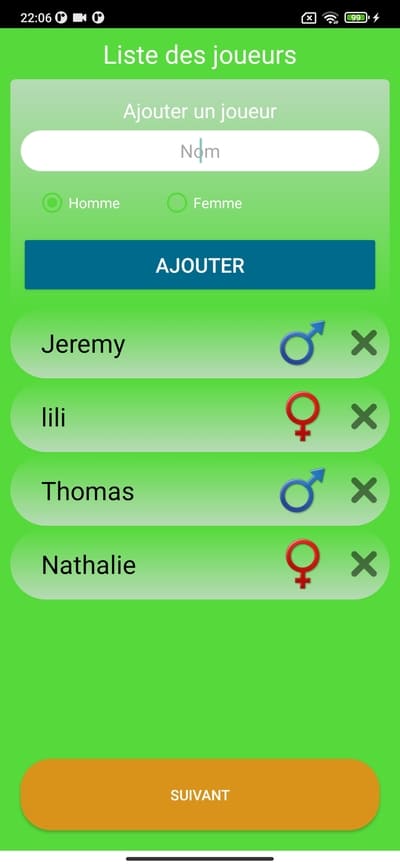 22:06
99
Liste des joueurs
Ajouter un joueur
Nom
Homme Femme
AJOUTER
Jeremy
lili
Thomas
Nathalie
SUIVANT